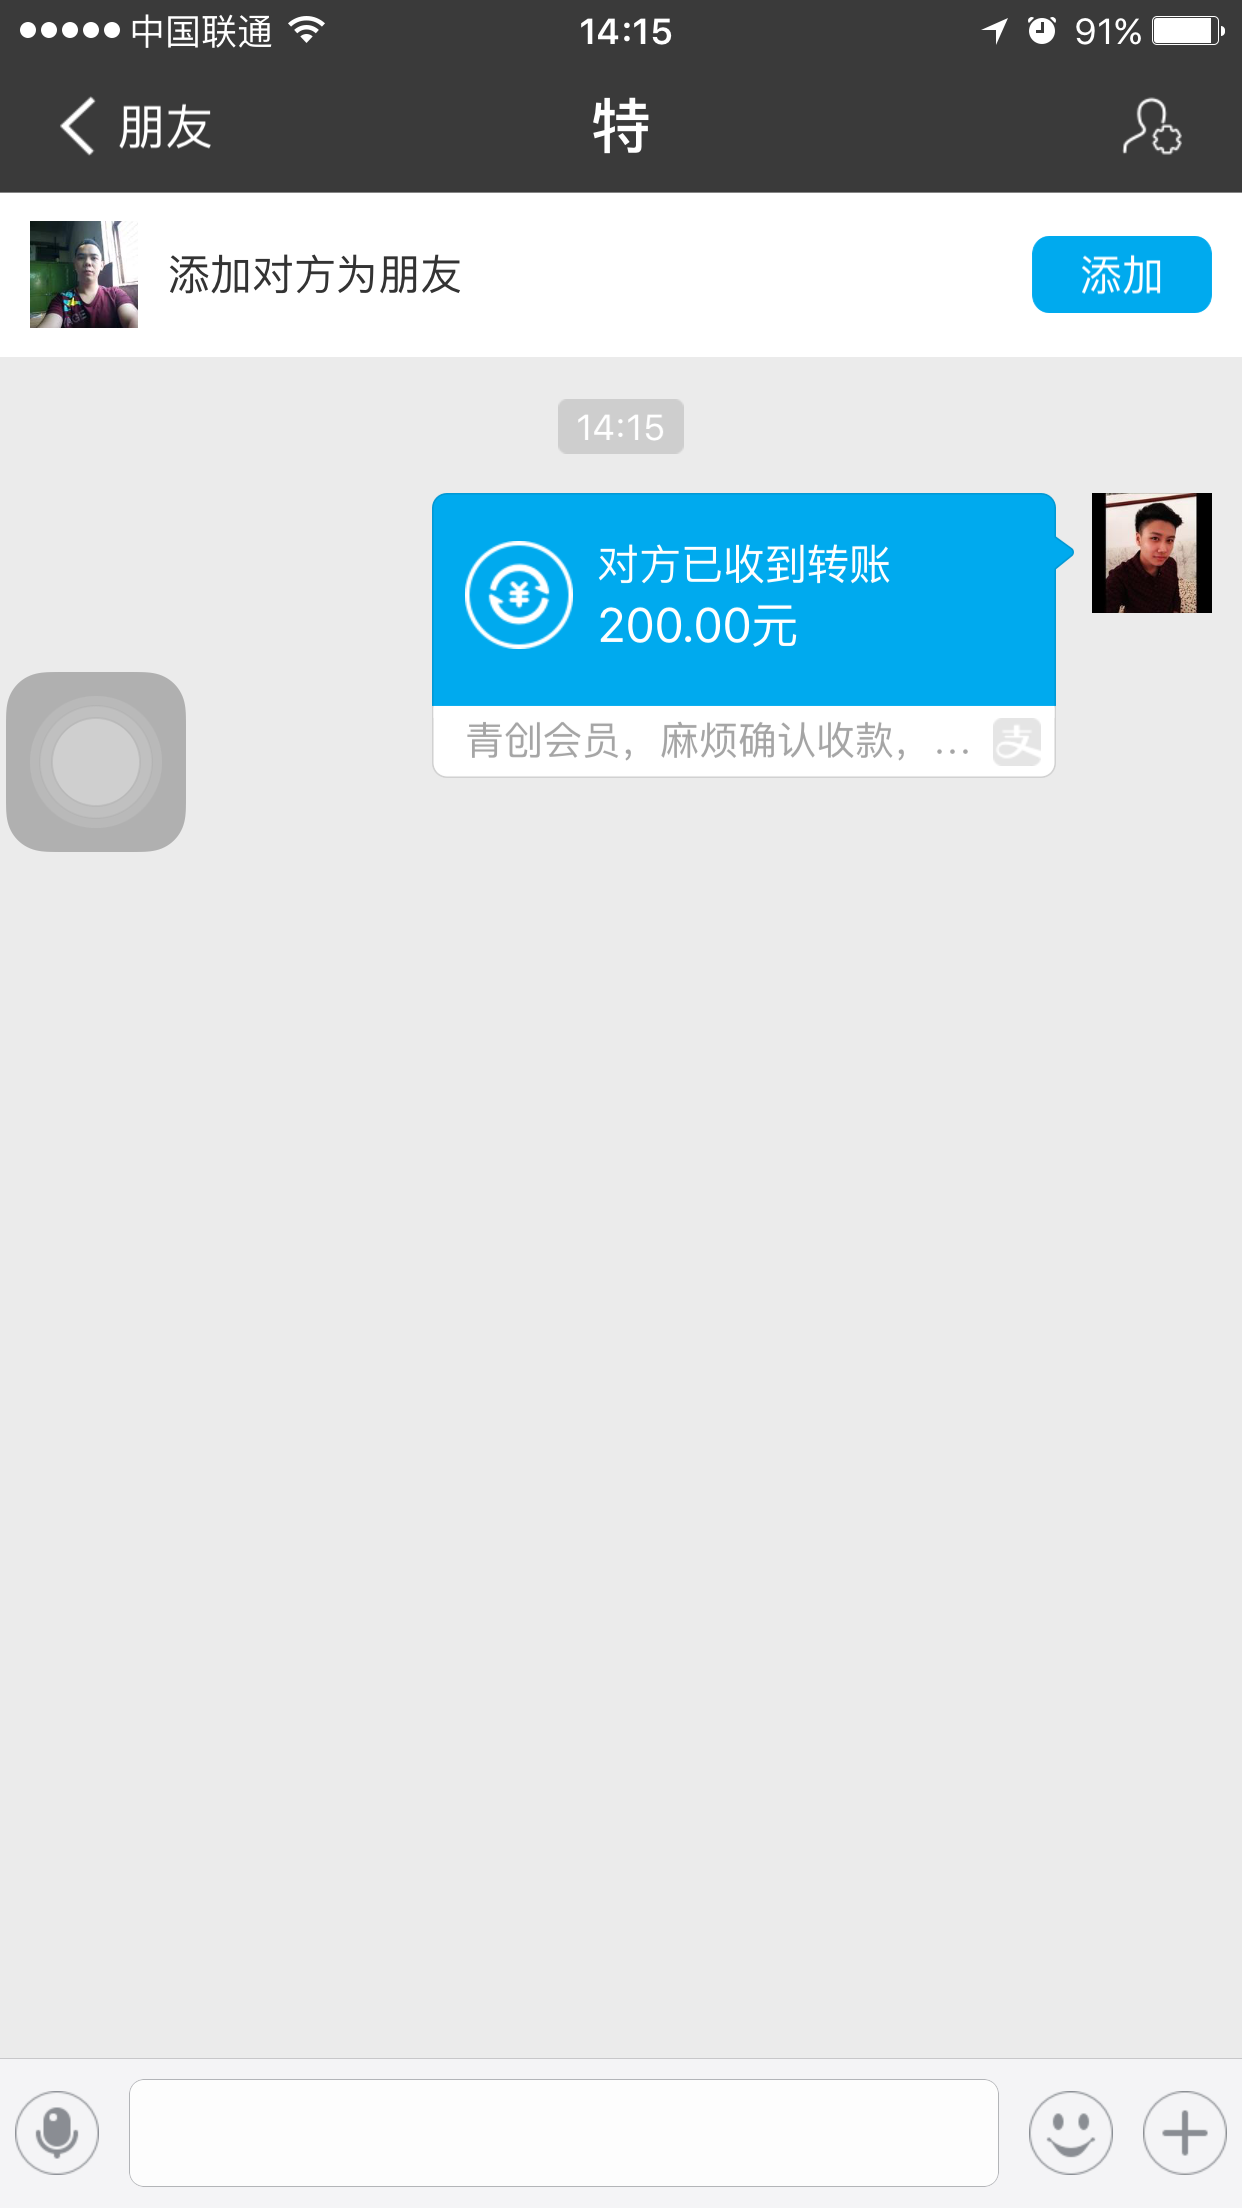 中国联通 14:15 91%
朋友 特
添加对方为朋友 添加
14:15
对方已收到转账
200.00元
青创会员，麻烦确认收款，... 支